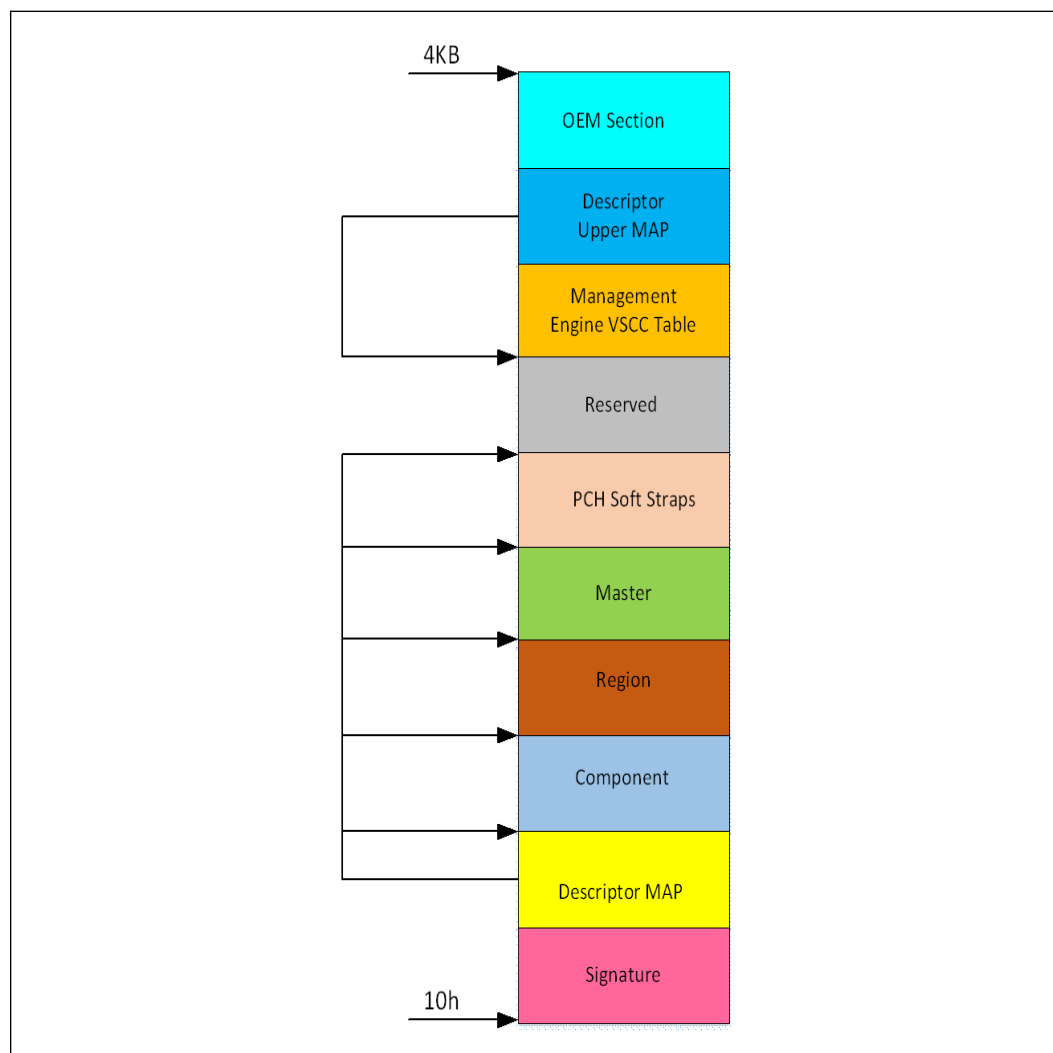 4KB
OEM Section
Descriptor
Upper MAP
Management
Engine VSCC Table
Reserved
PCH Soft Straps
Master
Region
Component
Descriptor MAP
Signature
10h